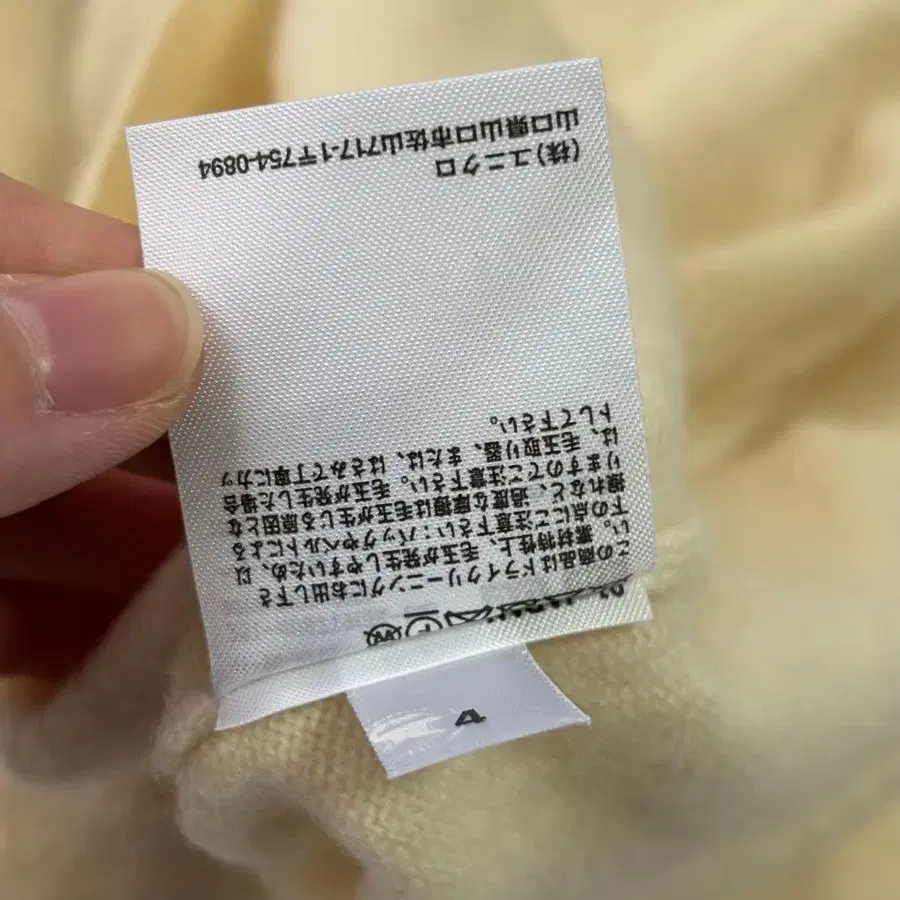 この商品はドライクリーニングにお出し下さ
い。素材特性上、毛玉が発生しやすいため、以
下の点にご注意下さい：バックやベルトによる
擦れなど、過度な摩擦は毛玉が生じる原因とな
りますのでご注意下さい。毛玉が発生した場合
は、毛玉取り器、または、はさみで丁寧にカッ
トして下さい。
(株)ユニクロ
山口県山口市佐山717-1〒754-0894